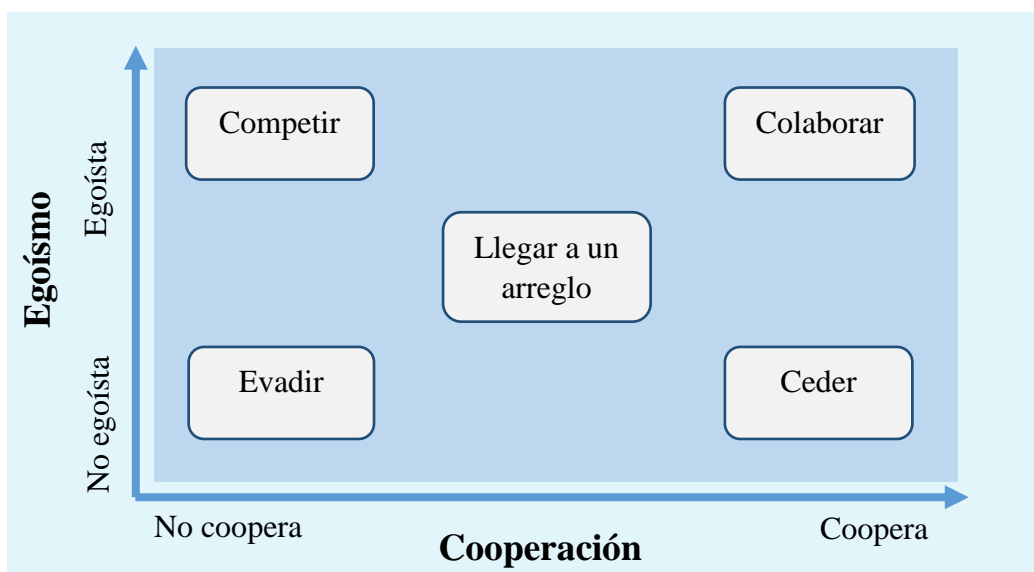 Competir
Colaborar
Egoísta
Egoísmo
Llegar a un
arreglo
Evadir
Ceder
No egoísta
No coopera
Coopera
Cooperación